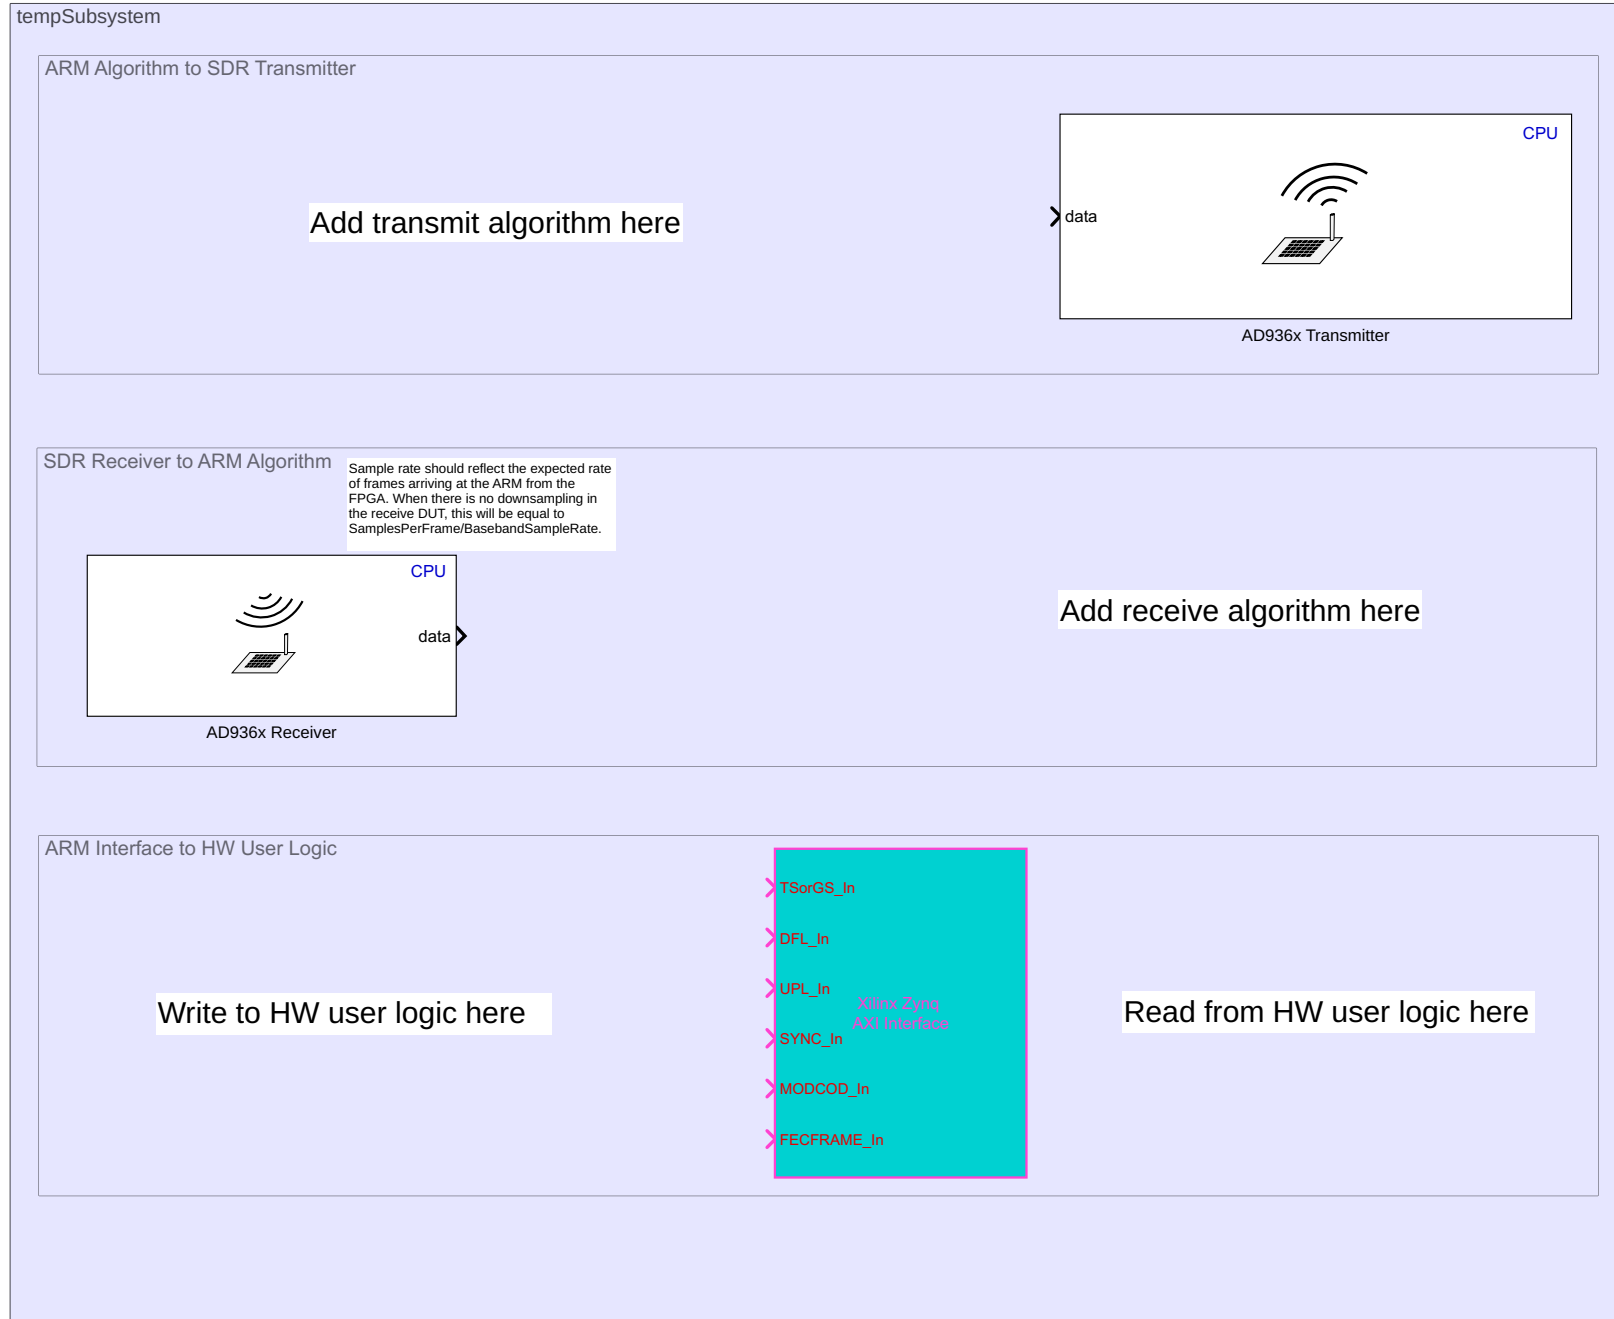 tempSubsystem
ARM Algorithm to SDR Transmitter
CPU
Add transmit algorithm here
data
AD936x Transmitter
SDR Receiver to ARM Algorithm
Sample rate should reflect the expected rate
of frames arriving at the ARM from the
FPGA. When there is no downsampling in
the receive DUT, this will be equal to
SamplesPerFrame/BasebandSampleRate.
CPU
data
AD936x Receiver
Add receive algorithm here
ARM Interface to HW User Logic
Write to HW user logic here
TSorGS_In
DFL_In
UPL_In
SYNC_In
MODCOD_In
FECFRAME_In
Xilinx Zynq
AXI Interface
Read from HW user logic here